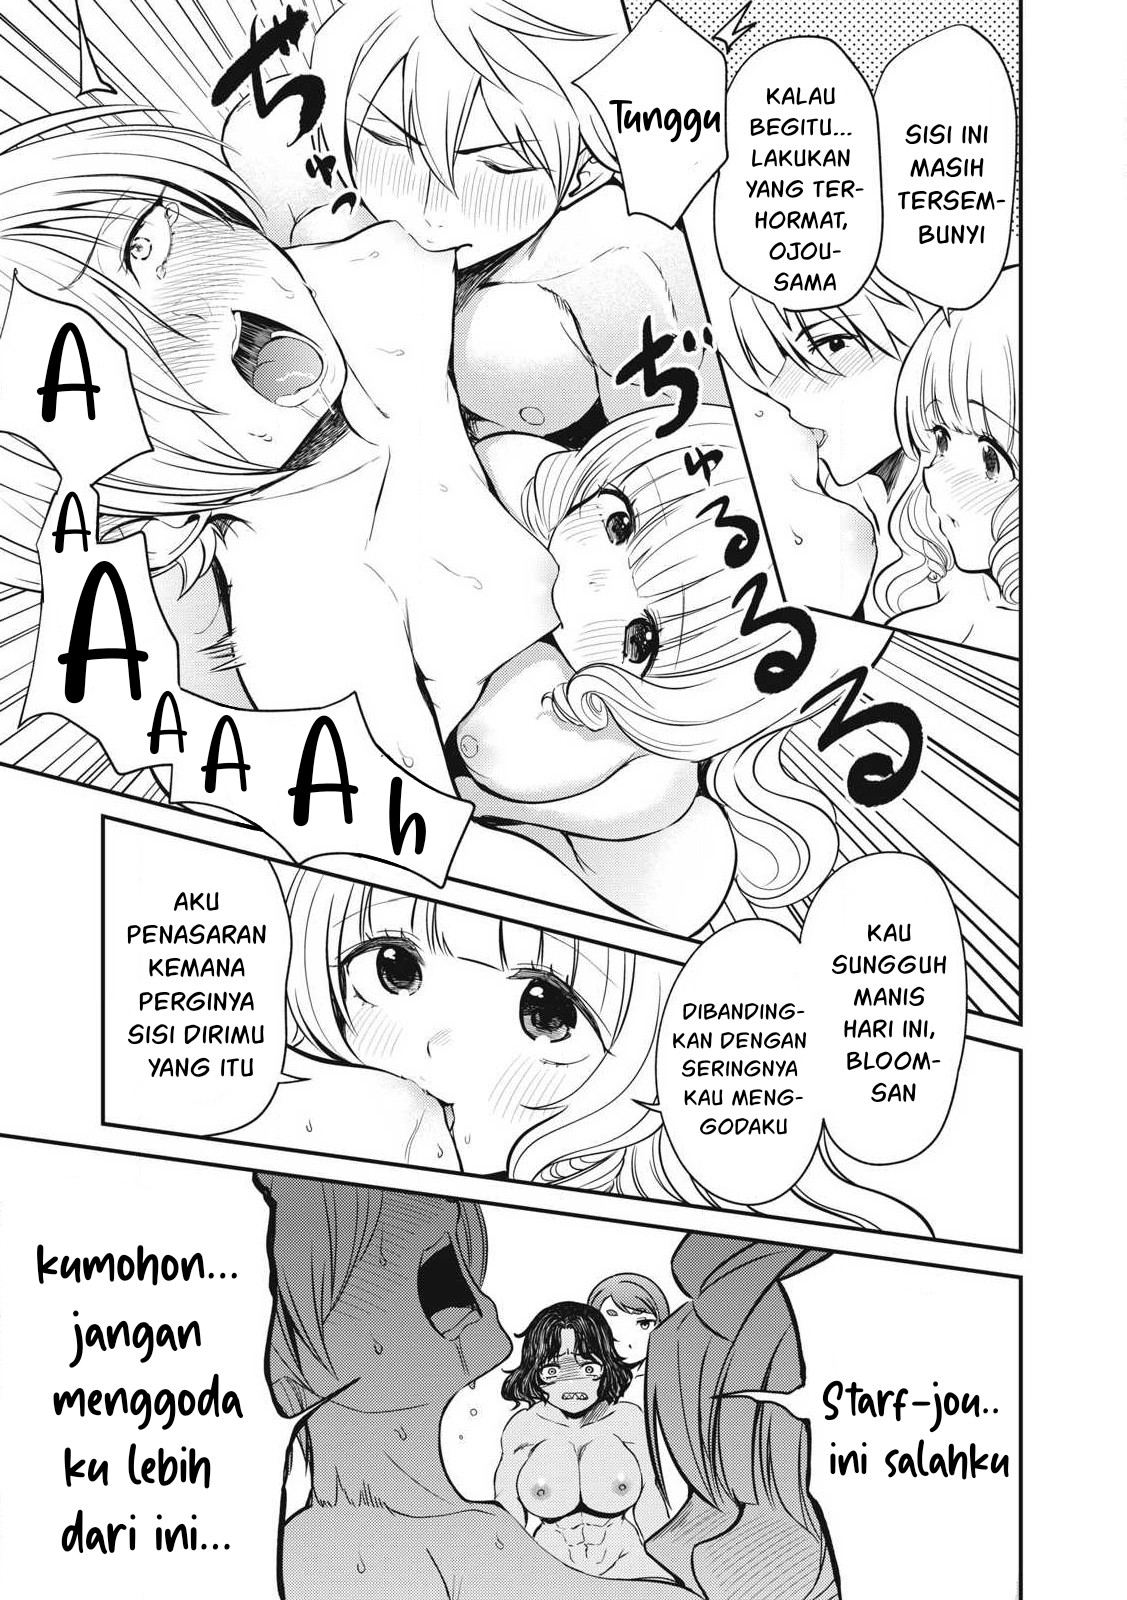 SISI INI
MASIH
TERSEM-
BUNYI
KALAU
BEGITU...
LAKUKAN
YANG TER-
HORMAT,
OJOU-
SAMA
Tunggu
ぢゅっ
ぢゅるるるる
A
A
A
A
A
A
h
KAU
SUNGGUH
MANIS
HARI INI,
BLOOM-
SAN
DIBANDING-
KAN DENGAN
SERINGNYA
KAU MENG-
GODAKU
AKU
PENASARAN
KEMANA
PERGINYA
SISI DIRIMU
YANG ITU
Starf-jou..
ini salahku
kumohon...
jangan
menggoda
ku lebih
dari ini...